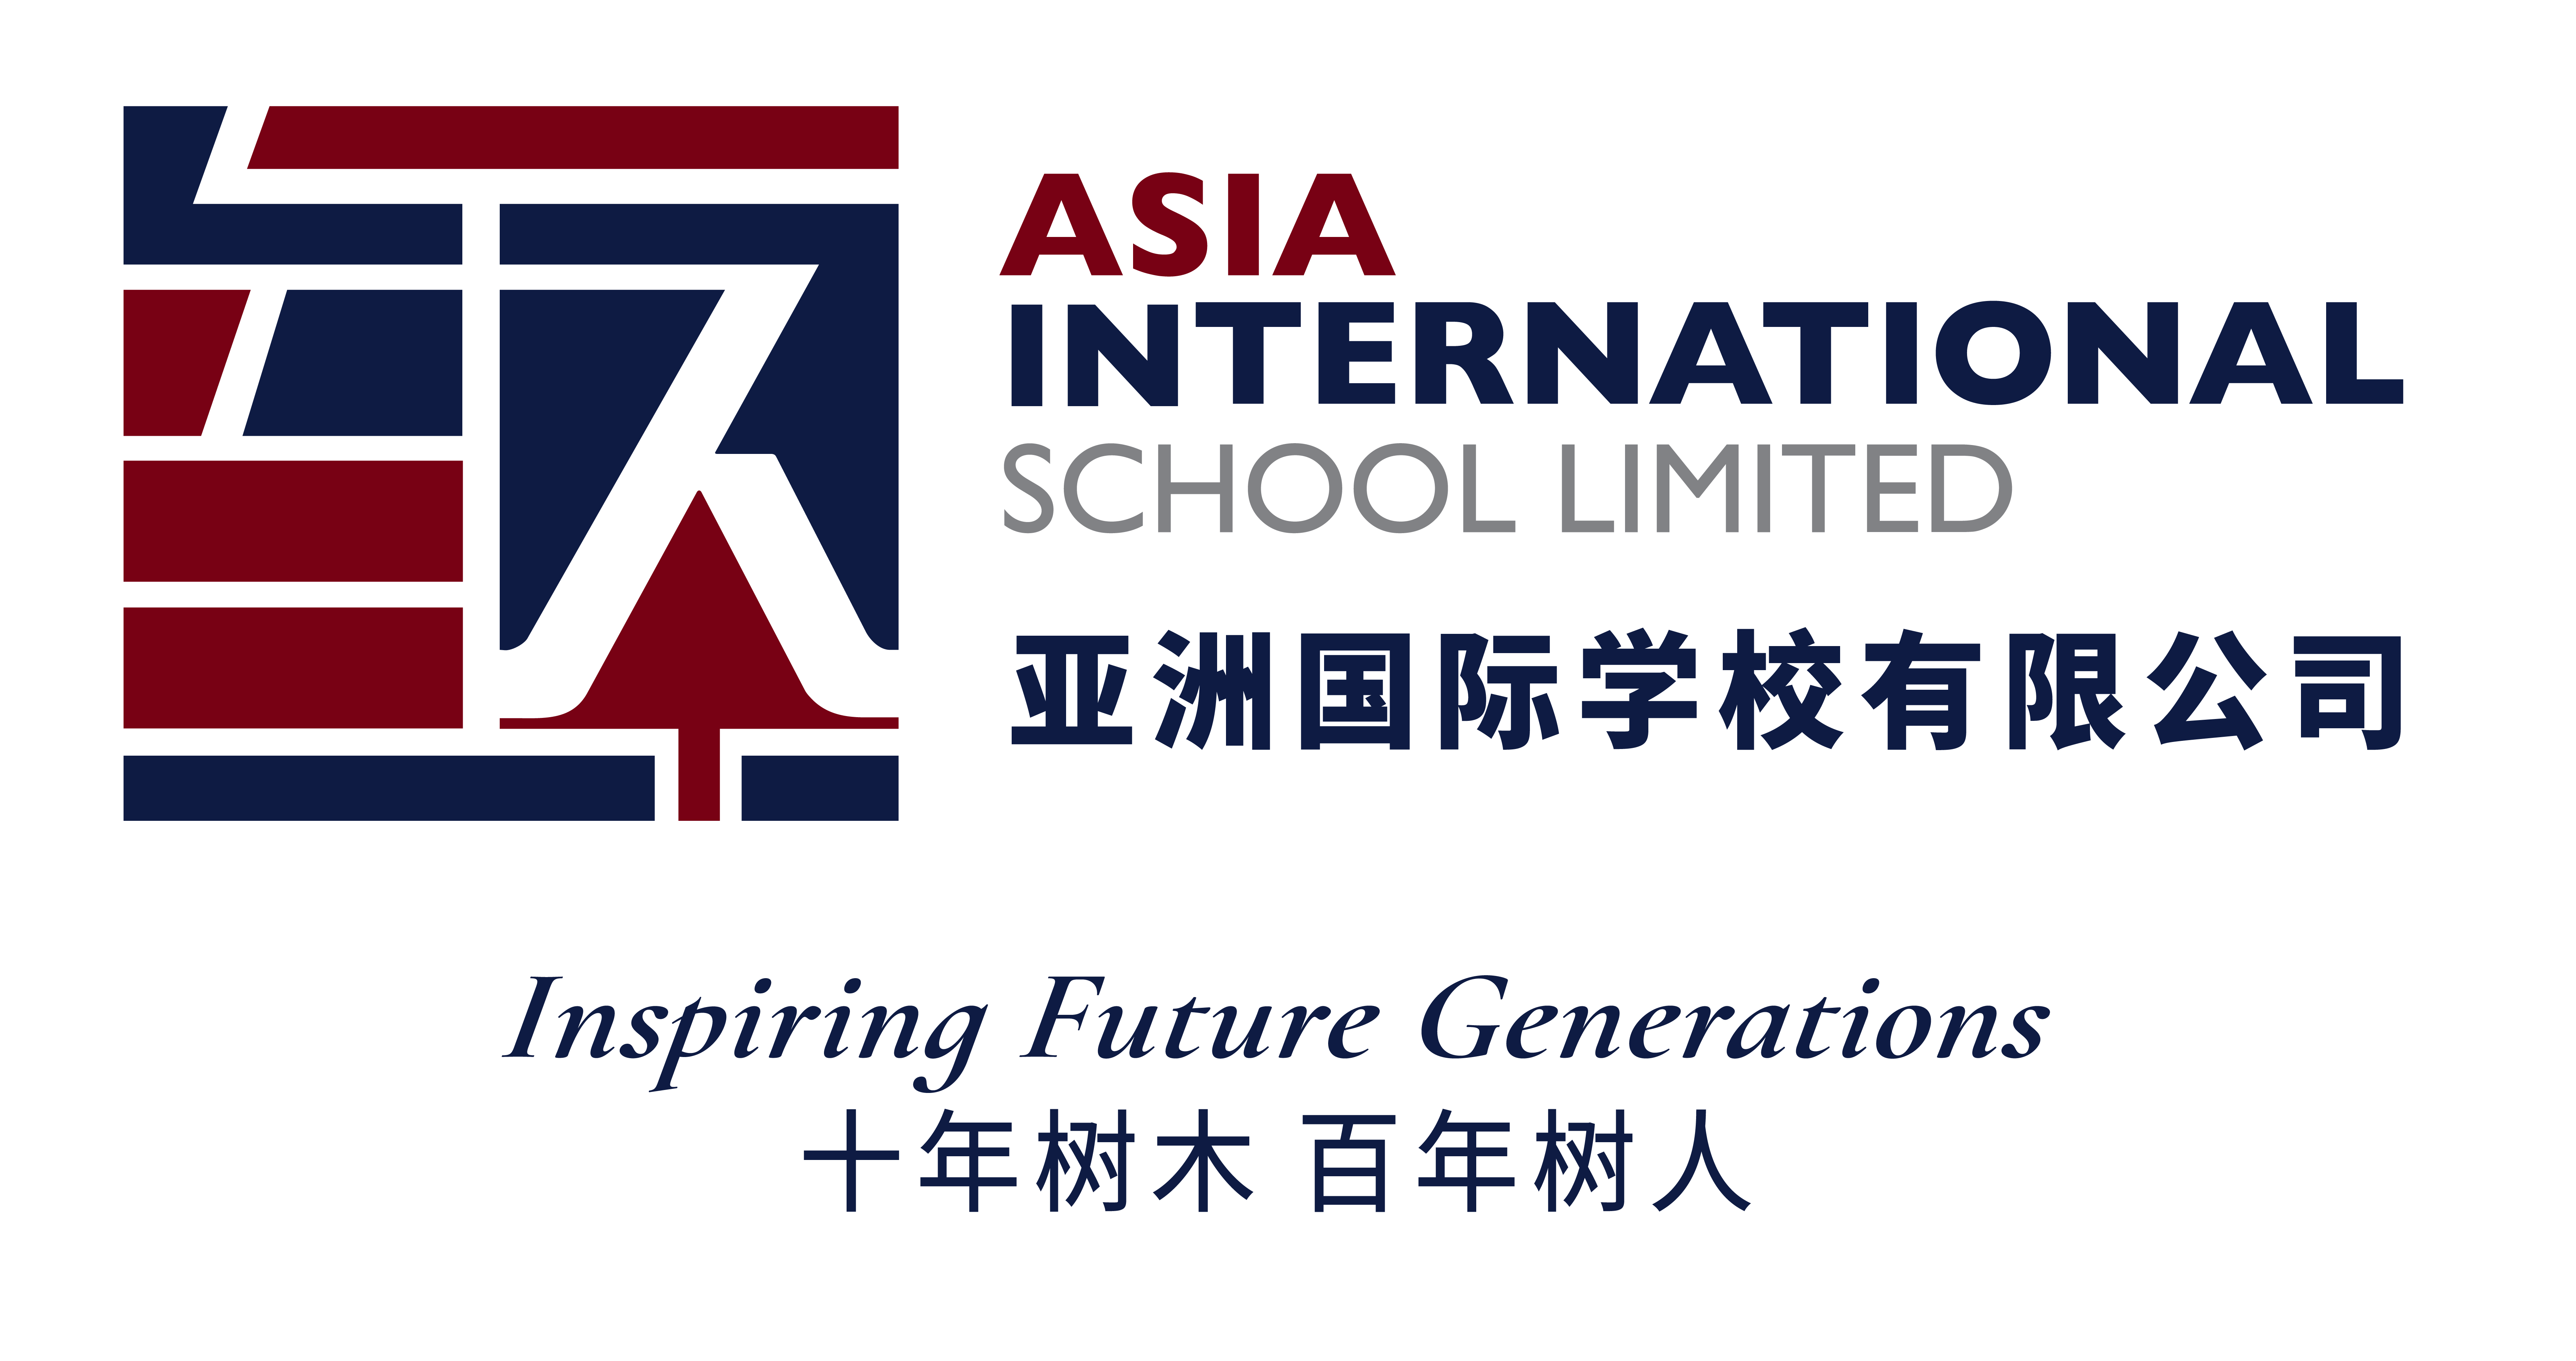 ASIA
INTERNATIONAL
SCHOOL LIMITED
亚洲国际学校有限公司
Inspiring Future Generations
十年树木 百年树人